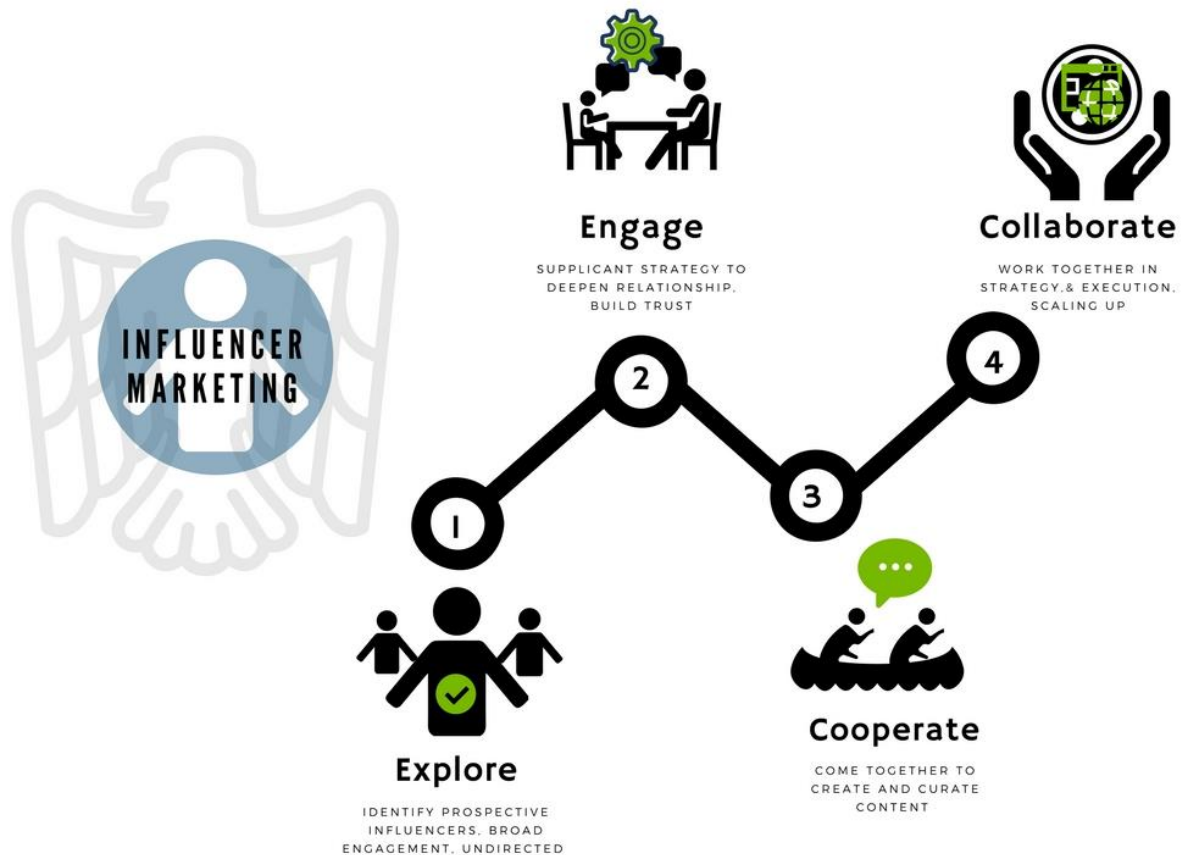 INFLUENCER
MARKETING
Engage
SUPPLICANT STRATEGY TO
DEEPEN RELATIONSHIP,
BUILD TRUST
Collaborate
WORK TOGETHER IN
STRATEGY,& EXECUTION,
SCALING UP
1
2
3
4
Explore
IDENTIFY PROSPECTIVE
INFLUENCERS, BROAD
ENGAGEMENT, UNDIRECTED
Cooperate
COME TOGETHER TO
CREATE AND CURATE
CONTENT